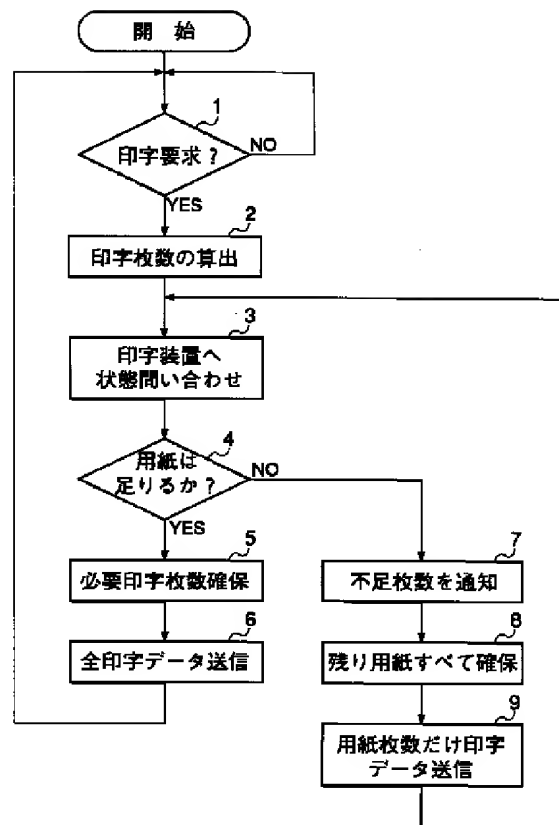 開 始
1
印字要求？
NO
YES
2
印字枚数の算出
3
印字装置へ
状態問い合わせ
4
用紙は
足りるか？
NO
YES
5
必要印字枚数確保
6
全印字データ送信
7
不足枚数を通知
8
残り用紙すべて確保
9
用紙枚数だけ印字
データ送信